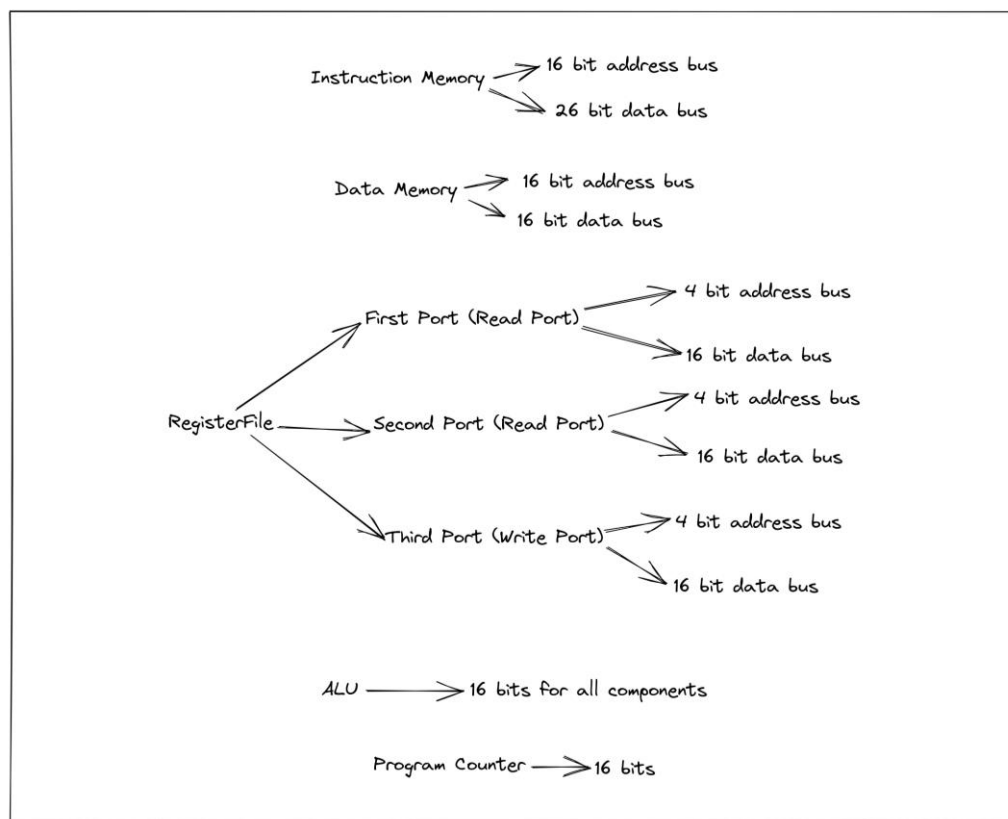 Instruction Memory
16 bit address bus
26 bit data bus
Data Memory
16 bit address bus
16 bit data bus
RegisterFile
First Port (Read Port)
4 bit address bus
16 bit data bus
Second Port (Read Port)
4 bit address bus
16 bit data bus
Third Port (Write Port)
4 bit address bus
16 bit data bus
ALU
16 bits for all components
Program Counter
16 bits